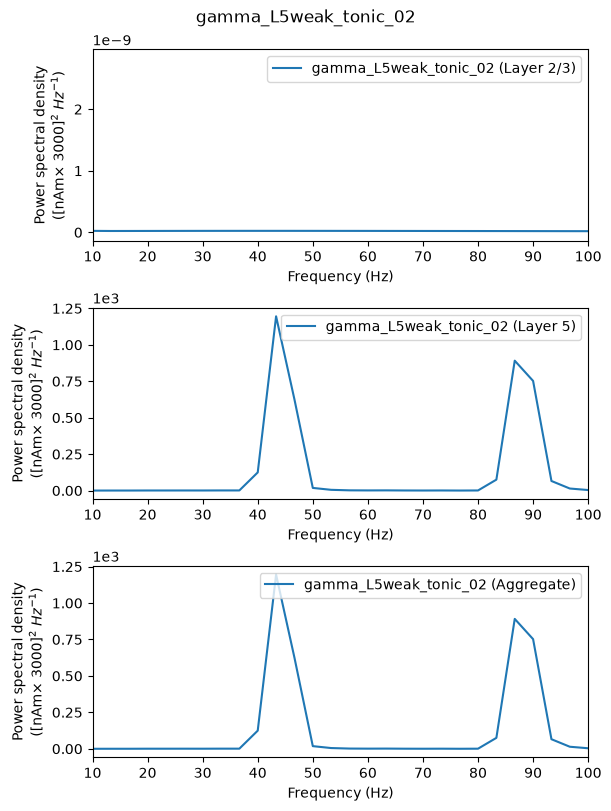 gamma_L5weak_tonic_02
1e−9
gamma_L5weak_tonic_02 (Layer 2/3)
Power spectral density
([nAm× 3000]² Hz⁻¹)
2
1
0
10 20 30 40 50 60 70 80 90 100
Frequency (Hz)
1e3
gamma_L5weak_tonic_02 (Layer 5)
Power spectral density
([nAm× 3000]² Hz⁻¹)
1.25
1.00
0.75
0.50
0.25
0.00
10 20 30 40 50 60 70 80 90 100
Frequency (Hz)
1e3
gamma_L5weak_tonic_02 (Aggregate)
Power spectral density
([nAm× 3000]² Hz⁻¹)
1.25
1.00
0.75
0.50
0.25
0.00
10 20 30 40 50 60 70 80 90 100
Frequency (Hz)